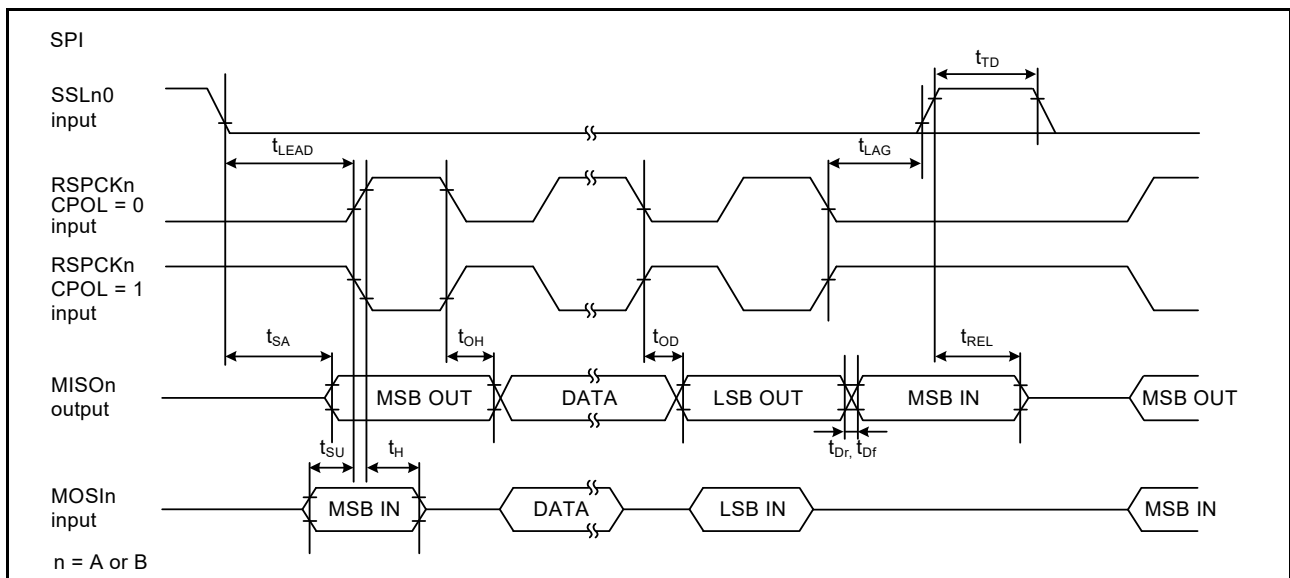 SPI
SSLn0
input
tTD
tLEAD
tLAG
RSPCKn
CPOL = 0
input
RSPCKn
CPOL = 1
input
tSA
tOH
tOD
tREL
MISOn
output
MSB OUT
DATA
LSB OUT
MSB IN
MSB OUT
tDr, tDf
tSU
tH
MOSIn
input
MSB IN
DATA
LSB IN
MSB IN
n = A or B